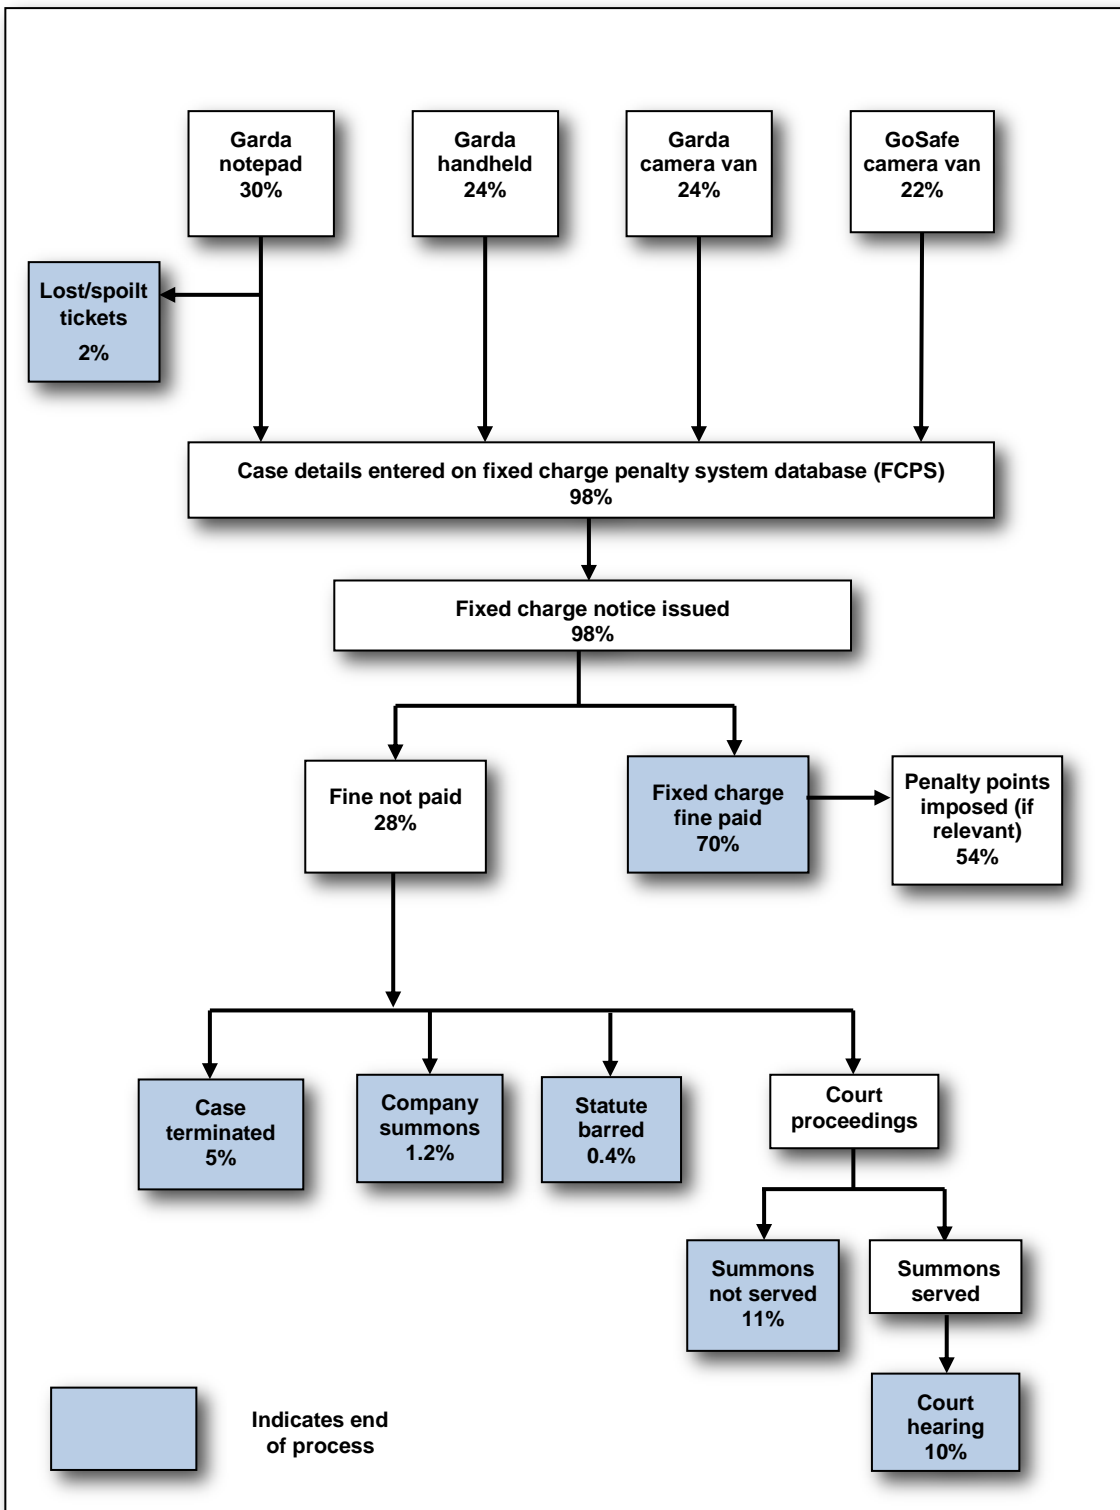 Garda
notepad
30%
Garda
handheld
24%
Garda
camera van
24%
GoSafe
camera van
22%
Lost/spoilt
tickets
2%
Case details entered on fixed charge penalty system database (FCPS)
98%
Fixed charge notice issued
98%
Fine not paid
28%
Fixed charge
fine paid
70%
Penalty points
imposed (if
relevant)
54%
Case
terminated
5%
Company
summons
1.2%
Statute
barred
0.4%
Court
proceedings
Summons
not served
11%
Summons
served
Court
hearing
10%
Indicates end
of process